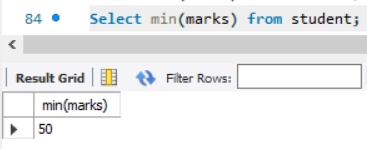 84 Select min(marks) from student;
Result Grid Filter Rows:
min(marks)
50